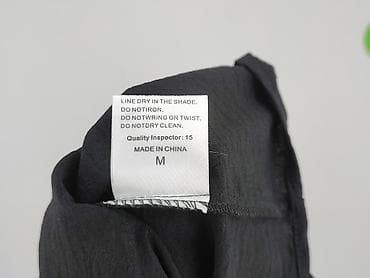 LINE DRY IN THE SHADE.
DO NOTIRON.
DO NOTWRING OR TWIST.
DO NOTDRY CLEAN.
Quality Inspector: 15
MADE IN CHINA
M